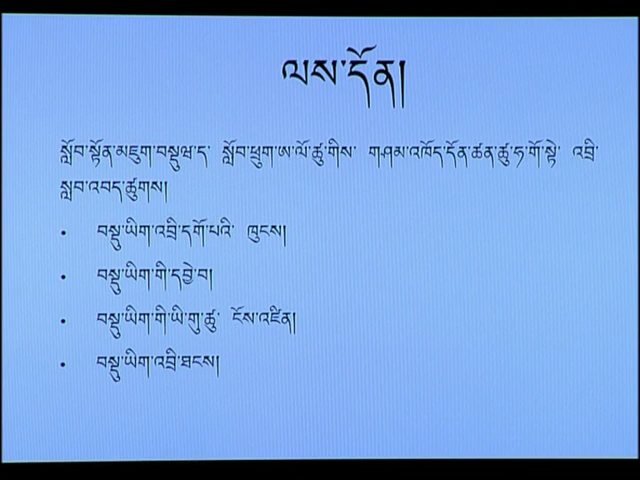 ལས་དོན།
སློབ་སྟོན་མཇུག་བསྡུཝ་ད་ སློབ་ཕྲུག་ཨ་ལོ་ཚུ་གིས་ གཤམ་འཁོད་དོན་ཚན་ཚུ་ཧ་གོ་སྟེ་ འབྲི་
སླབ་འབད་ཚུགས།
• བསྡུ་ཡིག་འབྲི་དགོ་པའི་ ཁུངས།
• བསྡུ་ཡིག་གི་དབྱེ་བ།
• བསྡུ་ཡིག་གི་ཡི་གུ་ཚུ་ ངོས་འཛིན།
• བསྡུ་ཡིག་འབྲི་ཐངས།